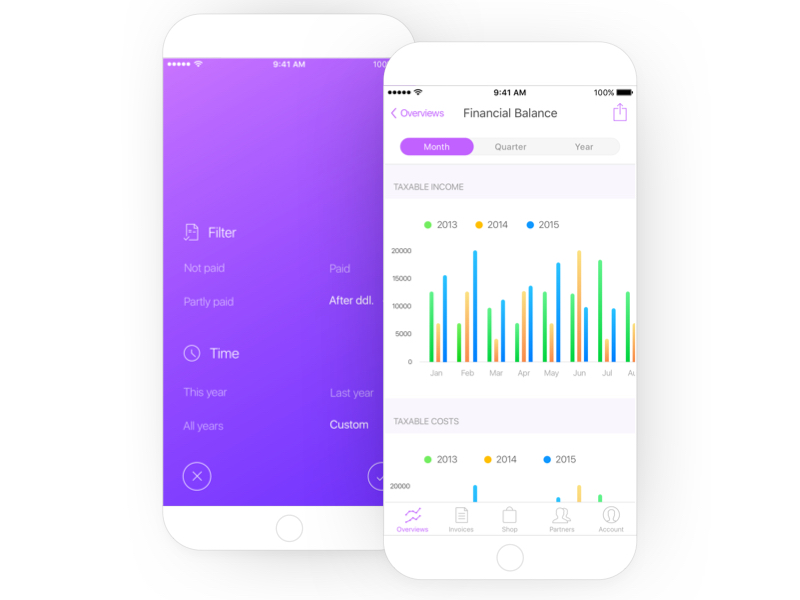 9:41 AM
100
Filter
Not paid
Paid
Partly paid
After ddl.
Time
This year
Last year
All years
Custom
9:41 AM
100%
Overviews
Financial Balance
Month
Quarter
Year
TAXABLE INCOME
2013
2014
2015
20000
15000
10000
5000
0
Jan
Feb
Mar
Apr
May
Jun
Jul
TAXABLE COSTS
2013
2014
2015
20000
Overviews
Invoices
Shop
Partners
Account